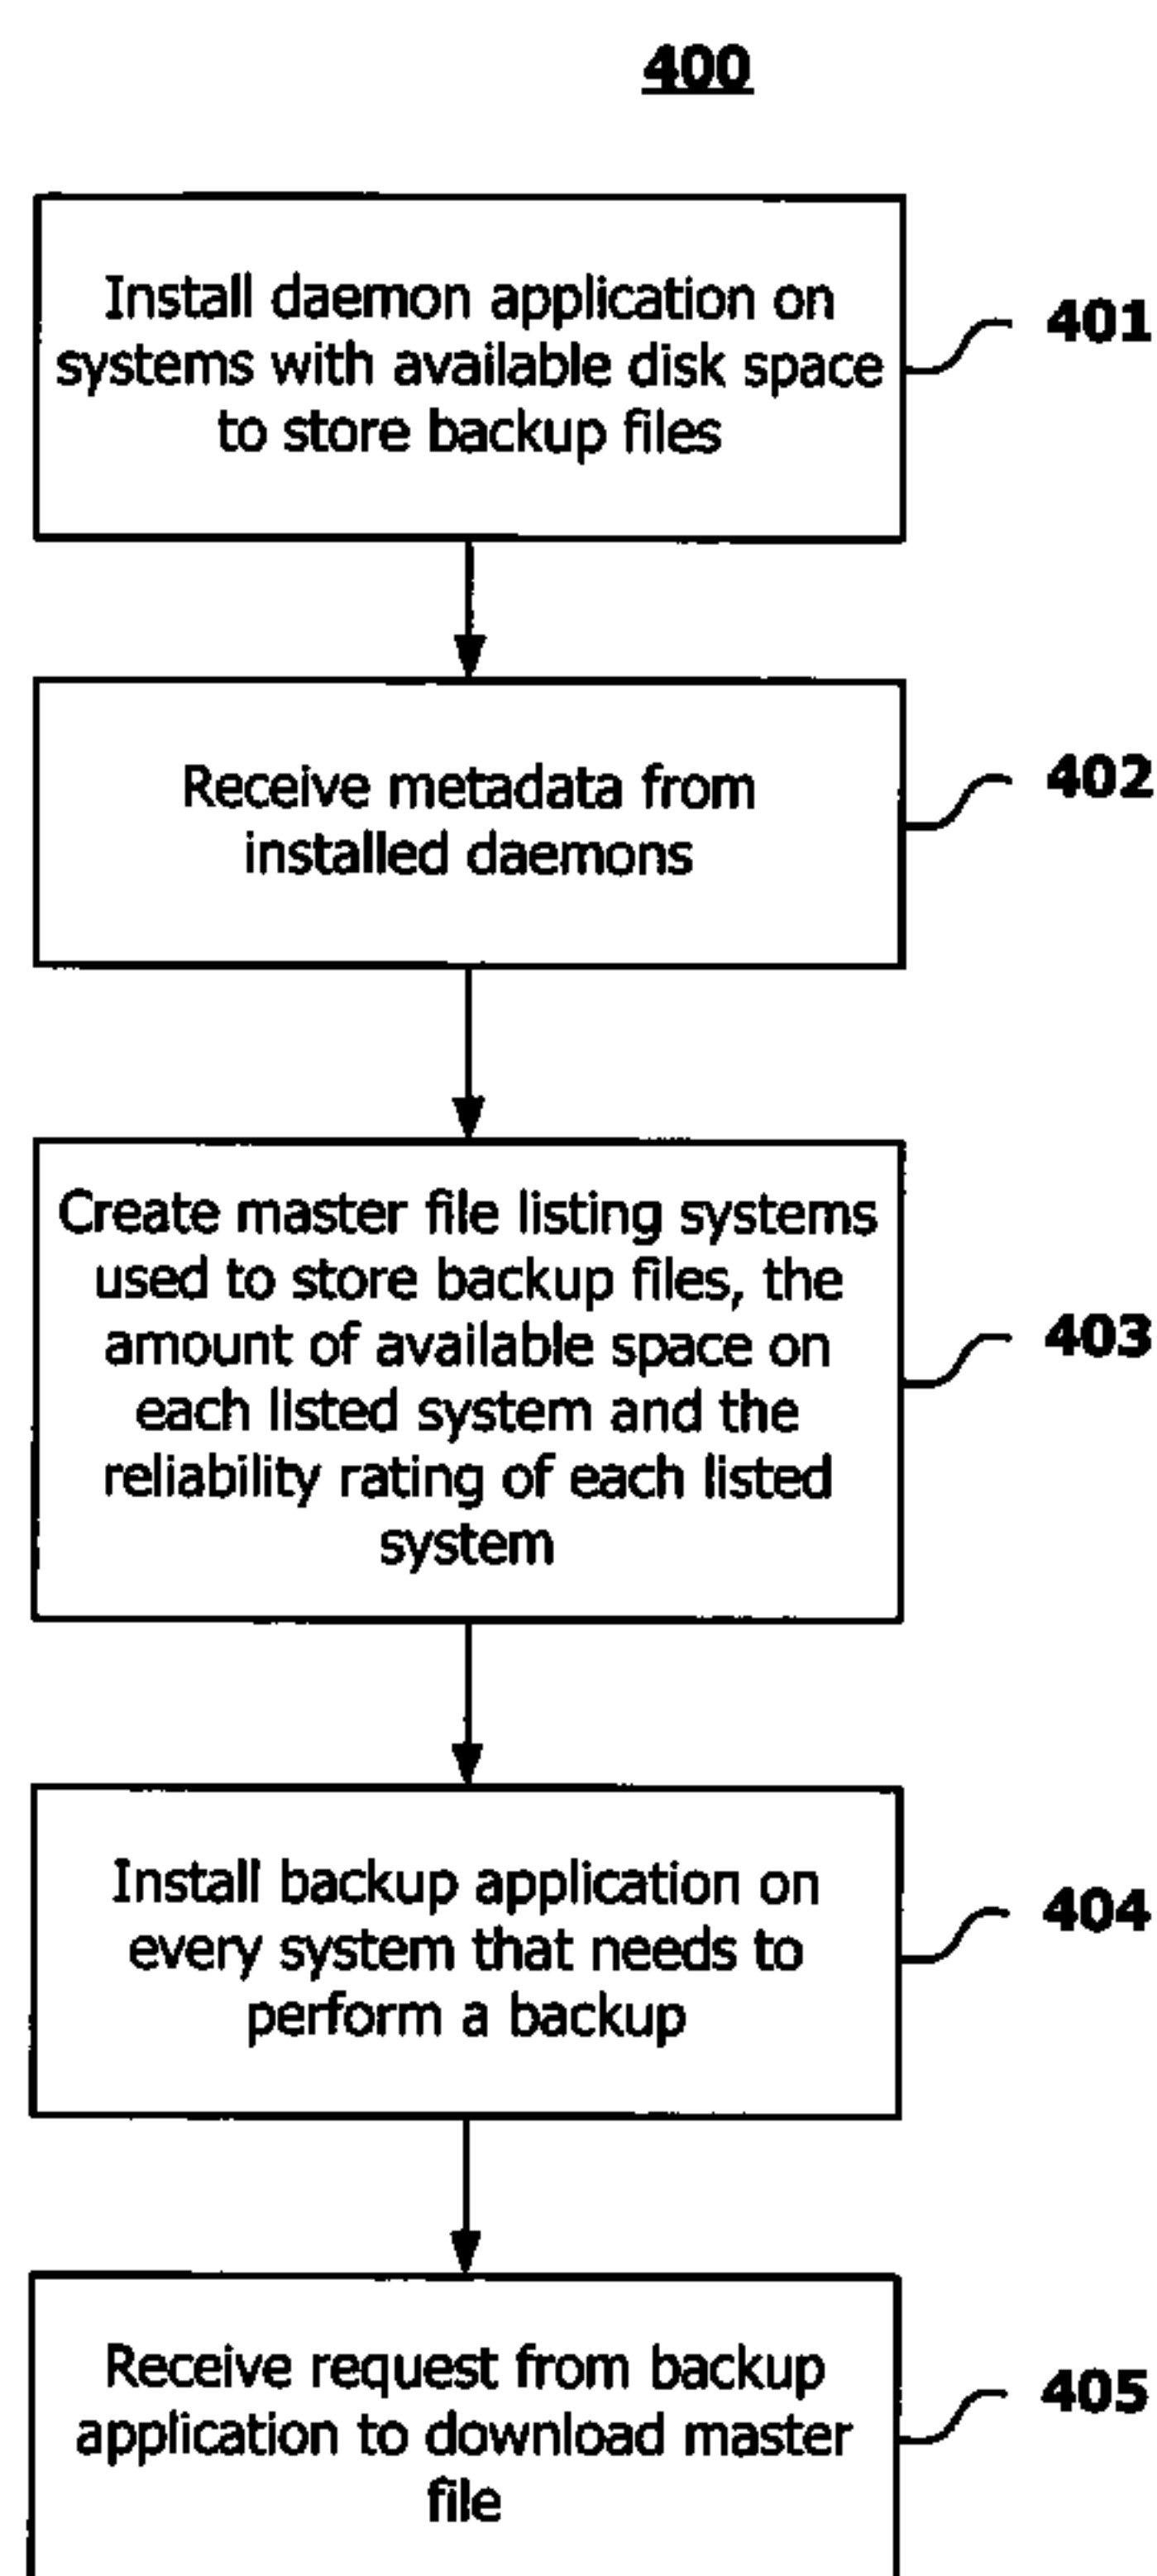 400
Install daemon application on
systems with available disk space
to store backup files
401
Receive metadata from
installed daemons
402
Create master file listing systems
used to store backup files, the
amount of available space on
each listed system and the
reliability rating of each listed
system
403
Install backup application on
every system that needs to
perform a backup
404
Receive request from backup
application to download master
file
405